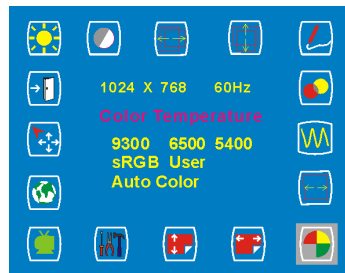 1024 X 768 60Hz
Color Temperature
9300 6500 5400
sRGB User
Auto Color